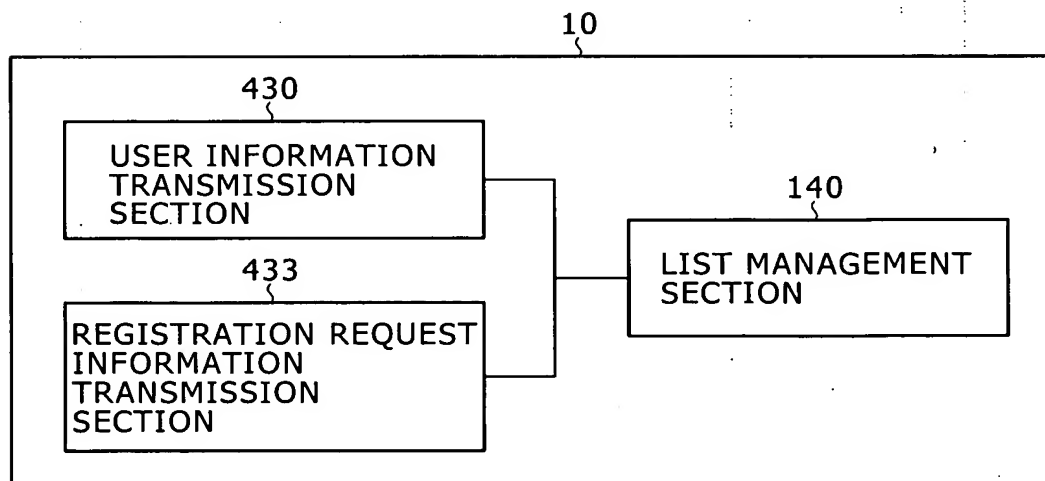 10
430
USER INFORMATION
TRANSMISSION
SECTION
140
LIST MANAGEMENT
SECTION
433
REGISTRATION REQUEST
INFORMATION
TRANSMISSION
SECTION